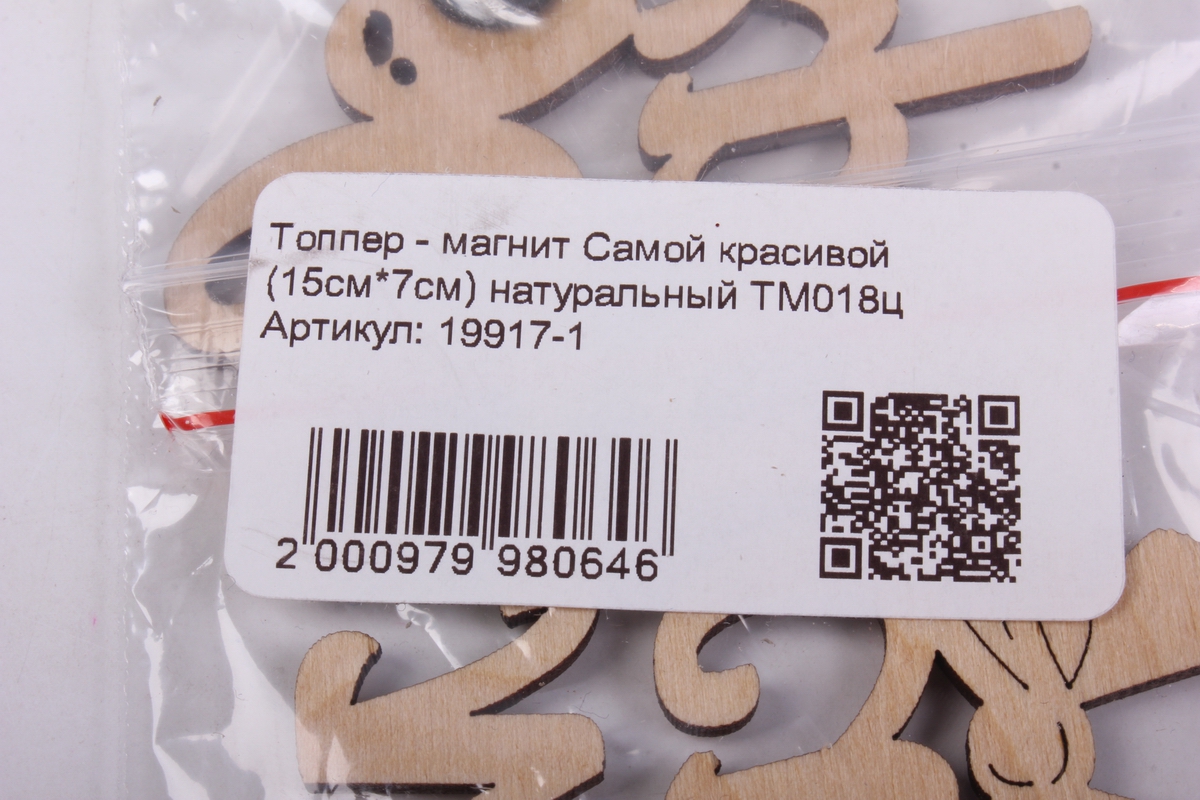 Топпер - магнит Самой красивой
(15см*7см) натуральный ТМ018ц
Артикул: 19917-1
2 000979 980646